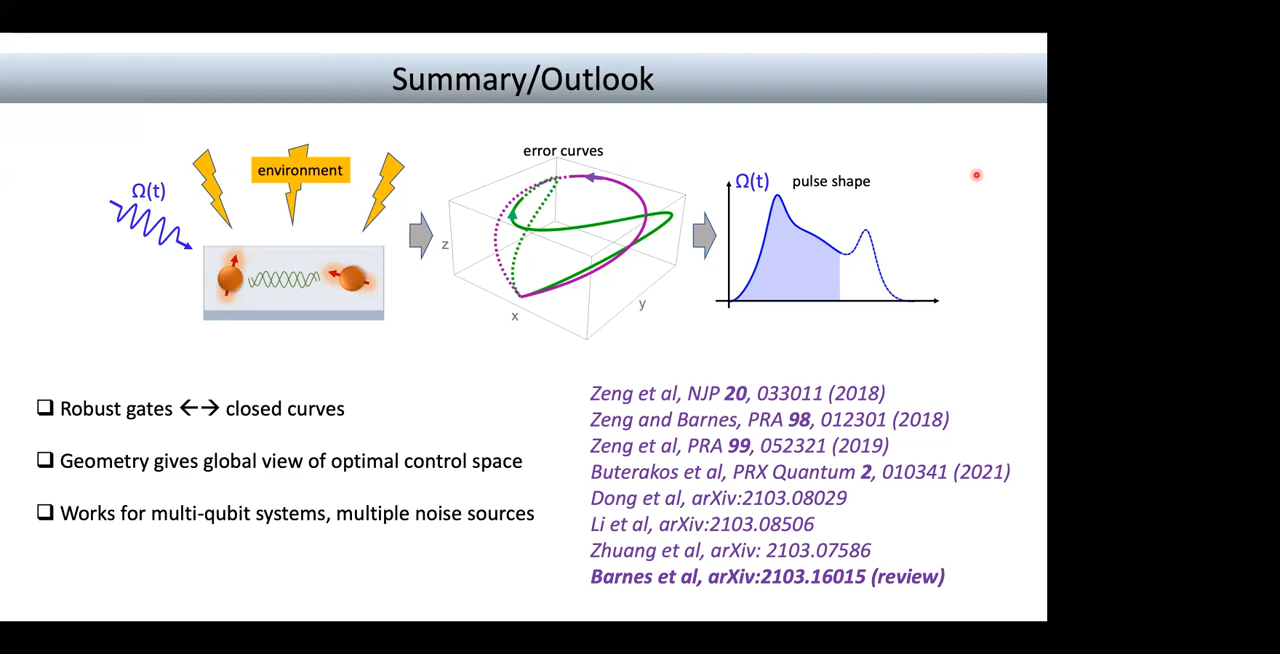 Summary/Outlook
Ω(t)
environment
error curves
z
x
y
Ω(t)
pulse shape
Robust gates ←→ closed curves
Geometry gives global view of optimal control space
Works for multi-qubit systems, multiple noise sources
Zeng et al, NJP 20, 033011 (2018)
Zeng and Barnes, PRA 98, 012301 (2018)
Zeng et al, PRA 99, 052321 (2019)
Buterakos et al, PRX Quantum 2, 010341 (2021)
Dong et al, arXiv:2103.08029
Li et al, arXiv:2103.08506
Zhuang et al, arXiv: 2103.07586
Barnes et al, arXiv:2103.16015 (review)